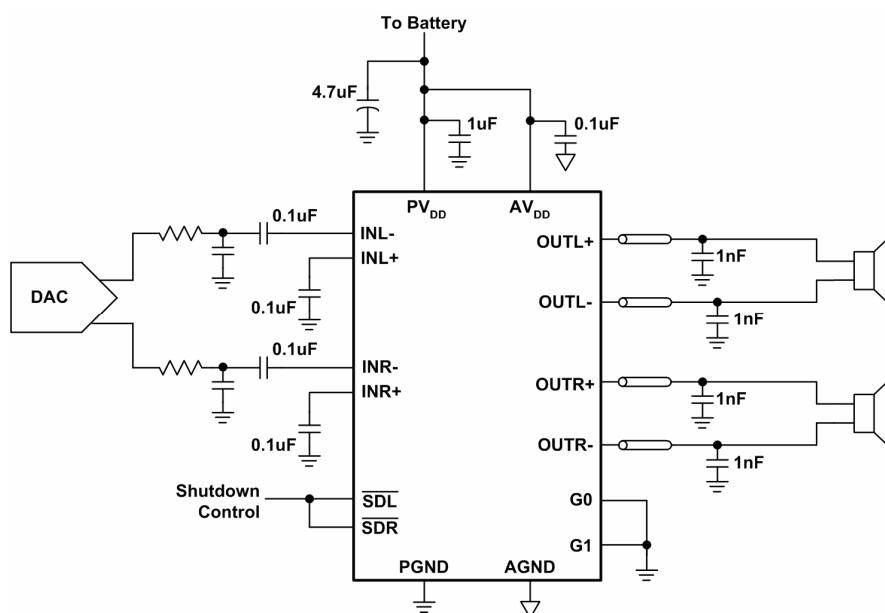 To Battery
4.7uF
1uF
0.1uF
PVDD
AVDD
0.1uF
INL-
INL+
0.1uF
DAC
0.1uF
INR-
INR+
0.1uF
Shutdown
Control
SDL
SDR
OUTL+
1nF
OUTL-
1nF
OUTR+
1nF
OUTR-
1nF
G0
G1
PGND
AGND